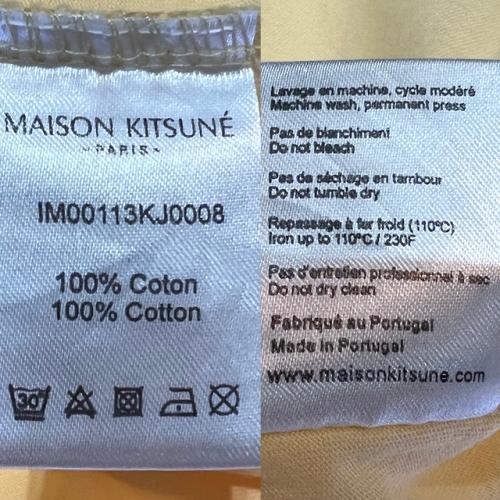 MAISON KITSUNÉ
PARIS
IM00113KJ0008
100% Coton
100% Cotton
30°
Lavage en machine, cycle modéré
Machine wash, permanent press
Pas de blanchiment
Do not bleach
Pas de séchage en tambour
Do not tumble dry
Repassage à fer froid (110°C)
Iron up to 110°C / 230F
Pas d'entretien professionnel à sec
Do not dry clean
Fabriqué au Portugal
Made in Portugal
www.maisonkitsune.com